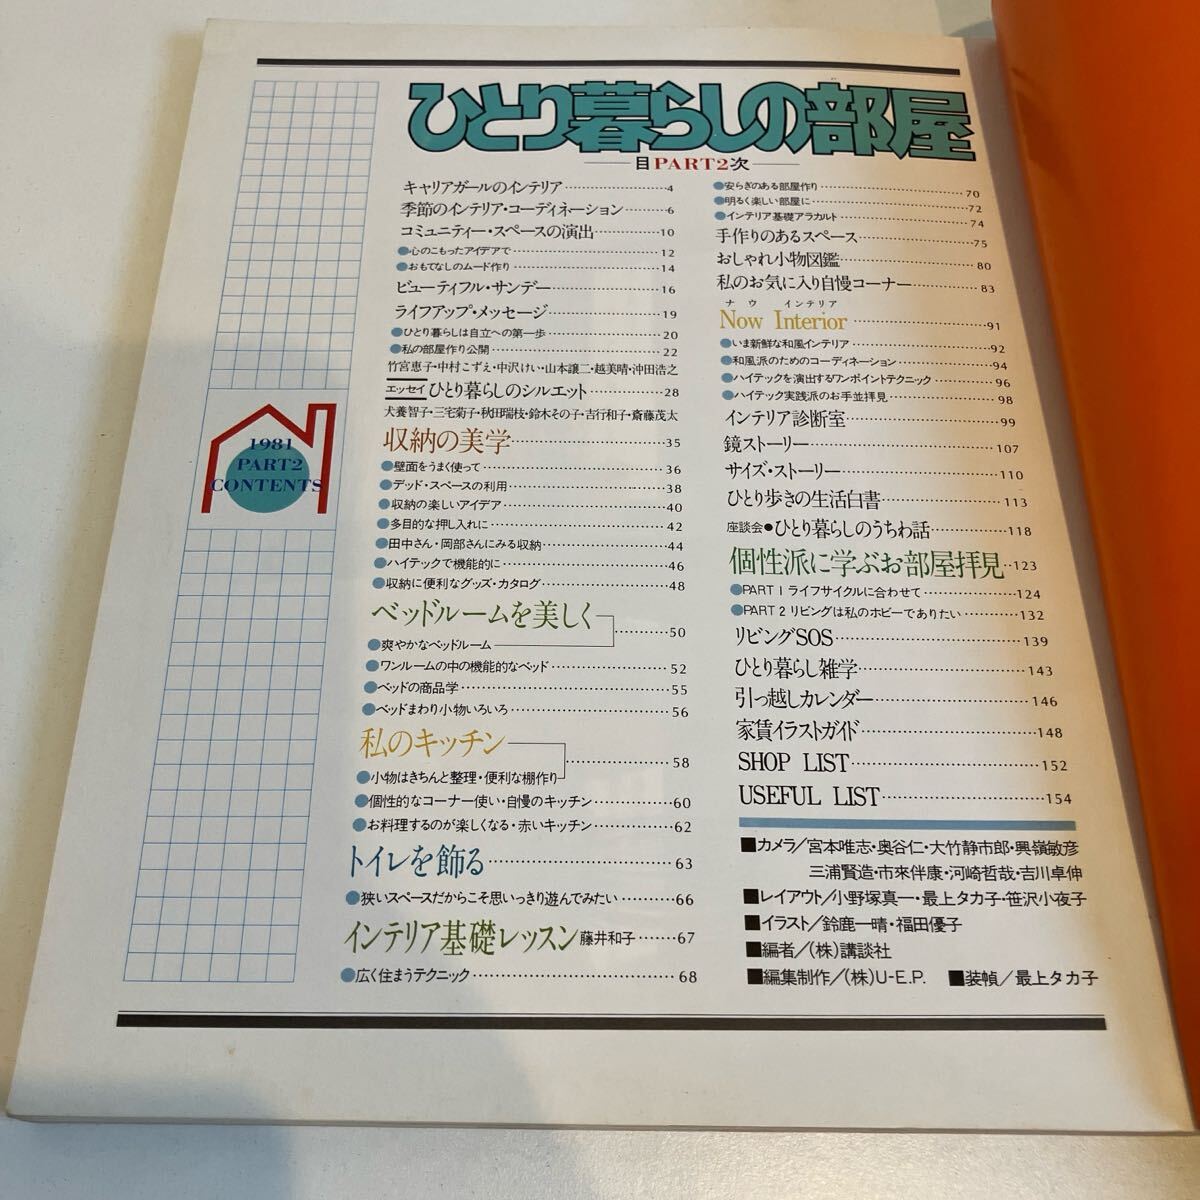 ひとり暮らしの部屋
目PART2次
1981
PART2
CONTENTS
キャリアガールのインテリア…………4
季節のインテリア・コーディネーション………6
コミュニティー・スペースの演出………10
●心のこもったアイデアで………12
●おもてなしのムード作り………14
ビューティフル・サンデー………16
ライフアップ・メッセージ………19
●ひとり暮らしは自立への第一歩………20
●私の部屋作り公開………22
竹宮恵子・中村こずえ・中沢けい・山本讓二・越美晴・沖田浩之
エッセイ ひとり暮らしのシルエット………28
犬養智子・三宅菊子・秋田瑞枝・鈴木その子・吉行和子・斎藤茂太
収納の美学………35
●壁面をうまく使って………36
●デッド・スペースの利用………38
●収納の楽しいアイデア………40
●多目的な押し入れに………42
●田中さん・岡部さんにみる収納………44
●ハイテックで機能的に………46
●収納に便利なグッズ・カタログ………48
ベッドルームを美しく………50
●爽やかなベッドルーム
●ワンルームの中の機能的なベッド………52
●ベッドの商品学………55
●ベッドまわり小物いろいろ………56
私のキッチン………58
●小物はきちんと整理・便利な棚作り
●個性的なコーナー使い・自慢のキッチン………60
●お料理するのが楽しくなる・赤いキッチン………62
トイレを飾る………63
●狭いスペースだからこそ思いっきり遊んでみたい………66
インテリア基礎レッスン 藤井和子………67
●広く住まうテクニック………68
●安らぎのある部屋作り………70
●明るく楽しい部屋に………72
●インテリア基礎アラカルト………74
手作りのあるスペース………75
おしゃれ小物図鑑………80
私のお気に入り自慢コーナー………83
ナウ インテリア
Now Interior………91
●いま新鮮な和風インテリア………92
●和風派のためのコーディネーション………94
●ハイテックを演出するワンポイントテクニック………96
●ハイテック実践派のお手並拝見………98
インテリア診断室………99
鏡ストーリー………107
サイズ・ストーリー………110
ひとり歩きの生活白書………113
座談会●ひとり暮らしのうちわ話………118
個性派に学ぶお部屋拝見…123
●PART 1 ライフサイクルに合わせて………124
●PART 2 リビングは私のホビーでありたい………132
リビングSOS………139
ひとり暮らし雑学………143
引っ越しカレンダー………146
家賃イラストガイド………148
SHOP LIST………152
USEFUL LIST………154
■カメラ／宮本唯志・奥谷仁・大竹静市郎・興嶺敏彦
三浦賢造・市來伴康・河崎哲哉・吉川卓伸
■レイアウト／小野塚真一・最上タカ子・笹沢小夜子
■イラスト／鈴鹿一晴・福田優子
■編者／(株)講談社
■編集制作／(株)U-E.P. ■装幀／最上タカ子